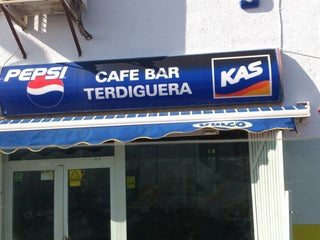 PEPSI
CAFE BAR
TERDIGUERA
KAS